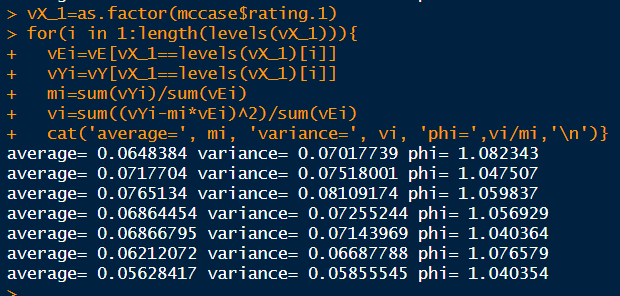 > vX_1=as.factor(mccase$rating.1)
> for(i in 1:length(levels(vX_1))){
+   vEi=vE[vX_1==levels(vX_1)[i]]
+   vYi=vY[vX_1==levels(vX_1)[i]]
+   mi=sum(vYi)/sum(vEi)
+   vi=sum((vYi-mi*vEi)^2)/sum(vEi)
+   cat('average=', mi, 'variance=', vi, 'phi=',vi/mi,'\n')}
average= 0.0648384 variance= 0.07017739 phi= 1.082343
average= 0.0717704 variance= 0.07518001 phi= 1.047507
average= 0.0765134 variance= 0.08109174 phi= 1.059837
average= 0.06864454 variance= 0.07255244 phi= 1.056929
average= 0.06866795 variance= 0.07143969 phi= 1.040364
average= 0.06212072 variance= 0.06687788 phi= 1.076579
average= 0.05628417 variance= 0.05855545 phi= 1.040354
>